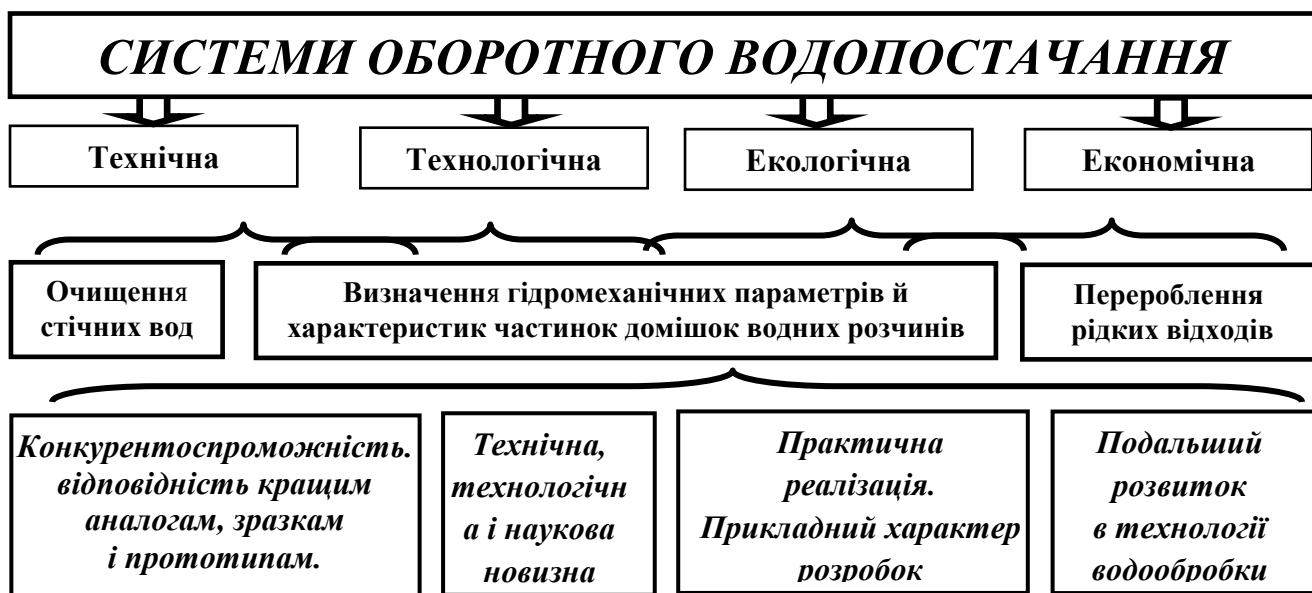 СИСТЕМИ ОБОРОТНОГО ВОДОПОСТАЧАННЯ
Технічна
Технологічна
Екологічна
Економічна
Очищення
стічних вод
Визначення гідромеханічних параметрів й
характеристик частинок домішок водних розчинів
Перероблення
рідких відходів
Конкурентоспроможність.
відповідність кращим
аналогам, зразкам
і прототипам.
Технічна,
технологічн
а і наукова
новизна
Практична
реалізація.
Прикладний характер
розробок
Подальший
розвиток
в технології
водообробки